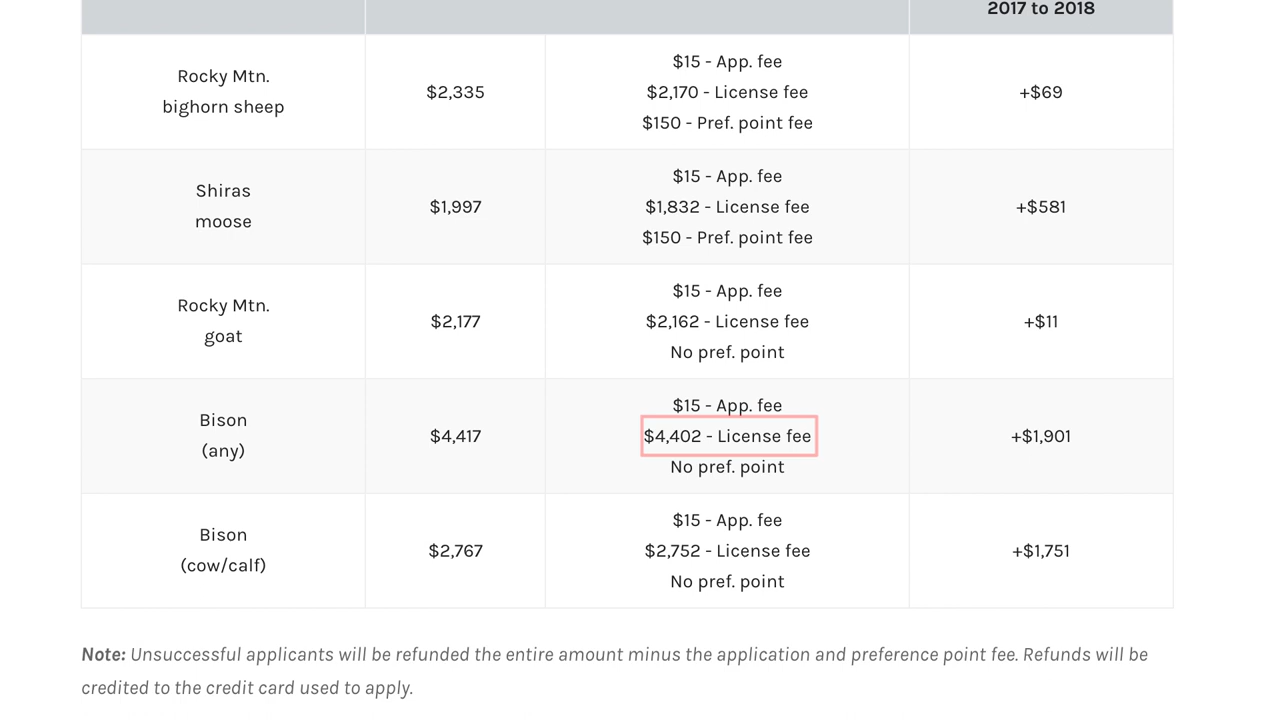 2017 to 2018
Rocky Mtn.
bighorn sheep
$2,335
$15 - App. fee
$2,170 - License fee
$150 - Pref. point fee
+$69
Shiras
moose
$1,997
$15 - App. fee
$1,832 - License fee
$150 - Pref. point fee
+$581
Rocky Mtn.
goat
$2,177
$15 - App. fee
$2,162 - License fee
No pref. point
+$11
Bison
(any)
$4,417
$15 - App. fee
$4,402 - License fee
No pref. point
+$1,901
Bison
(cow/calf)
$2,767
$15 - App. fee
$2,752 - License fee
No pref. point
+$1,751
Note: Unsuccessful applicants will be refunded the entire amount minus the application and preference point fee. Refunds will be
credited to the credit card used to apply.